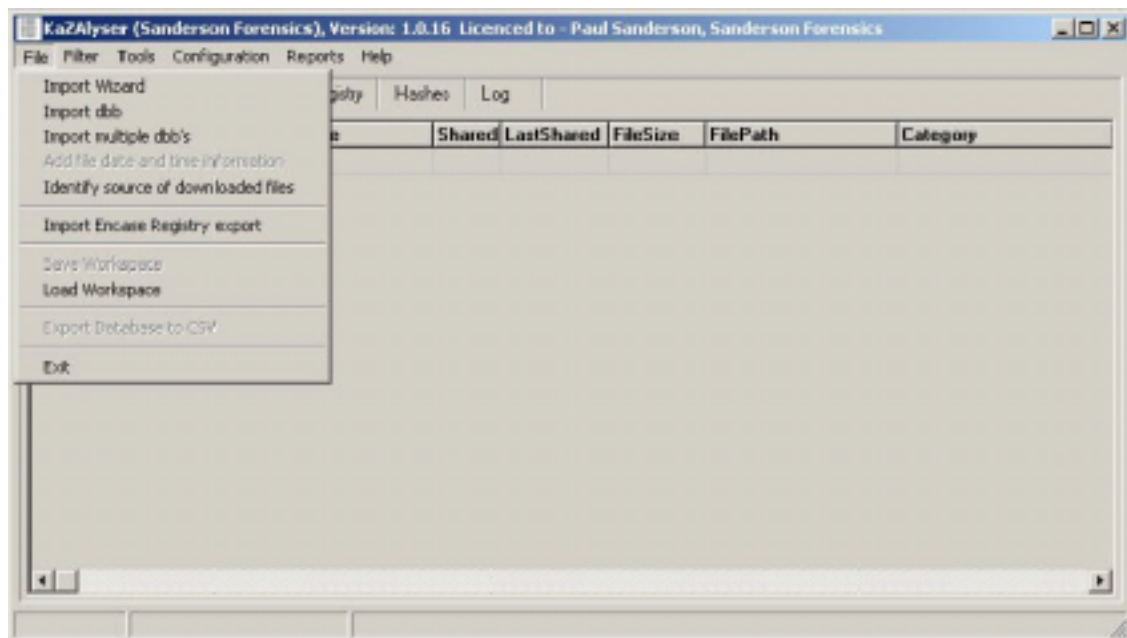 KaZAlyser (Sanderson Forensics), Version: 1.0.16 Licenced to - Paul Sanderson, Sanderson Forensics
File Filter Tools Configuration Reports Help
gistry Hashes Log
e Shared LastShared FileSize FilePath Category
Import Wizard
Import dbb
Import multiple dbb's
Add file date and time information
Identify source of downloaded files
Import Encase Registry export
Save Workspace
Load Workspace
Export Database to CSV
Exit